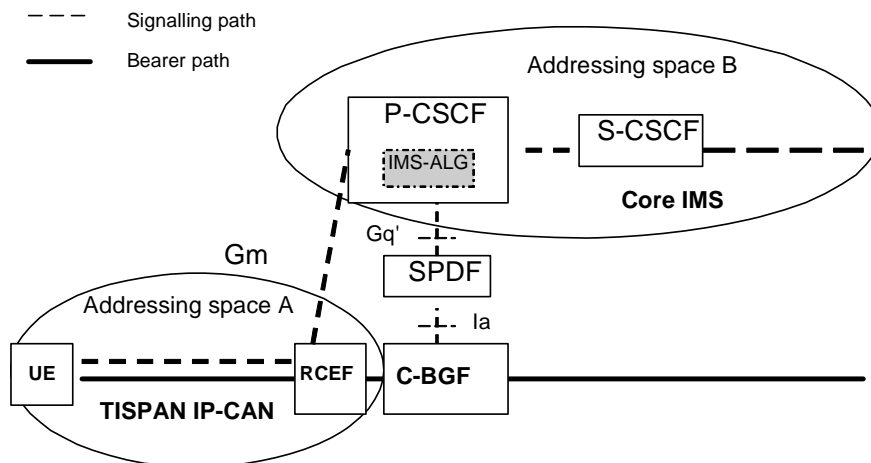 Signalling path
Bearer path
Addressing space B
P-CSCF
S-CSCF
IMS-ALG
Core IMS
Gq'
Gm
SPDF
Addressing space A
Ia
UE
RCEF
C-BGF
TISPAN IP-CAN